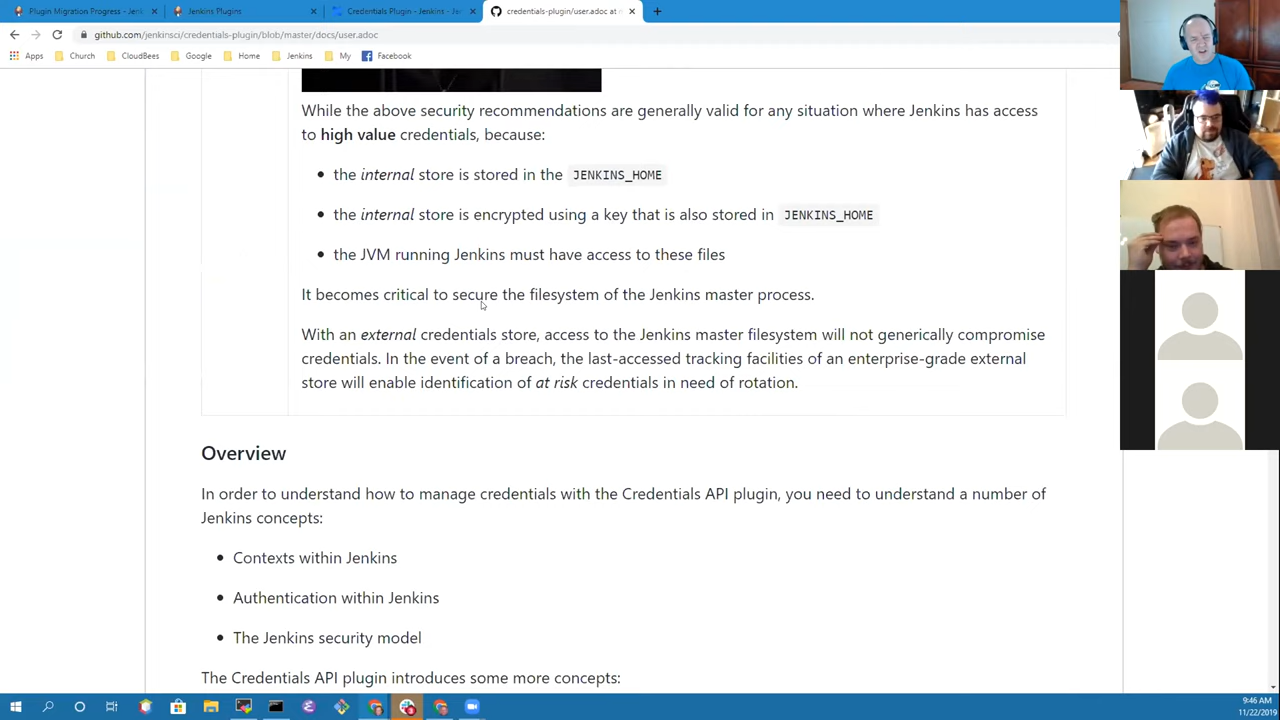 Plugin Migration Progress - Jenki
Jenkins Plugins
Credentials Plugin - Jenkins - Jen
credentials-plugin/user.adoc at m
github.com/jenkinsci/credentials-plugin/blob/master/docs/user.adoc
Apps Church CloudBees Google Home Jenkins My Facebook
While the above security recommendations are generally valid for any situation where Jenkins has access
to high value credentials, because:
the internal store is stored in the JENKINS_HOME
the internal store is encrypted using a key that is also stored in JENKINS_HOME
the JVM running Jenkins must have access to these files
It becomes critical to secure the filesystem of the Jenkins master process.
With an external credentials store, access to the Jenkins master filesystem will not generically compromise
credentials. In the event of a breach, the last-accessed tracking facilities of an enterprise-grade external
store will enable identification of at risk credentials in need of rotation.
Overview
In order to understand how to manage credentials with the Credentials API plugin, you need to understand a number of
Jenkins concepts:
Contexts within Jenkins
Authentication within Jenkins
The Jenkins security model
The Credentials API plugin introduces some more concepts:
9:46 AM
11/22/2019